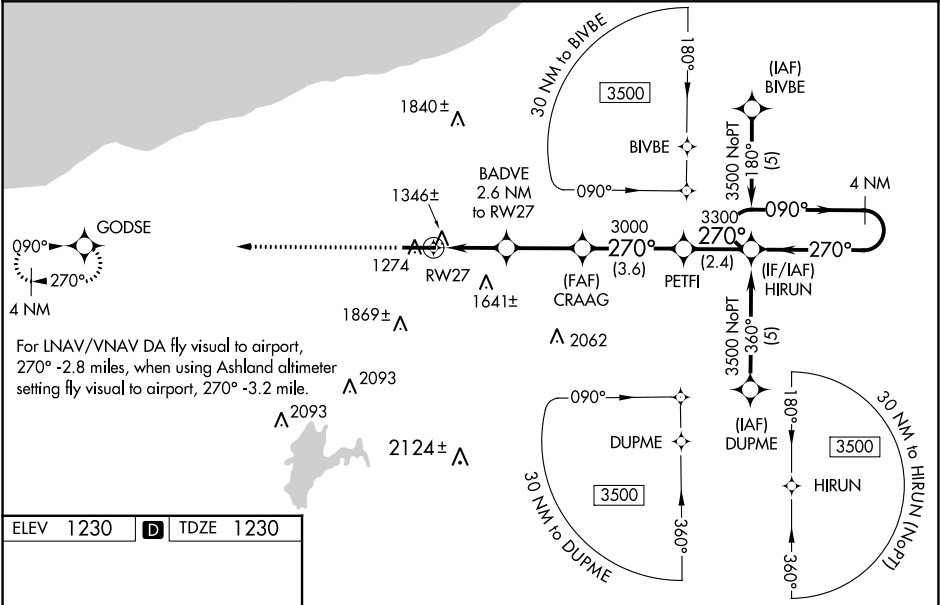 30 NM to BIVBE
180°
3500
BIVBE
090°
(IAF)
BIVBE
3500 NoPT
180°
(5)
4 NM
090°
270°
1840±
1346±
BADVE
2.6 NM
to RW27
3000
270°
(3.6)
3300
270°
(2.4)
GODSE
090°
270°
4 NM
1274
RW27
1641±
(FAF)
CRAAG
PETFI
(IF/IAF)
HIRUN
1869±
2062
3500 NoPT
360°
(5)
For LNAV/VNAV DA fly visual to airport,
270° -2.8 miles, when using Ashland altimeter
setting fly visual to airport, 270° -3.2 mile.
2093
2093
2124±
090°
DUPME
3500
360°
30 NM to DUPME
(IAF)
DUPME
180°
3500
HIRUN
360°
30 NM to HIRUN (NoPT)
ELEV 1230 D TDZE 1230